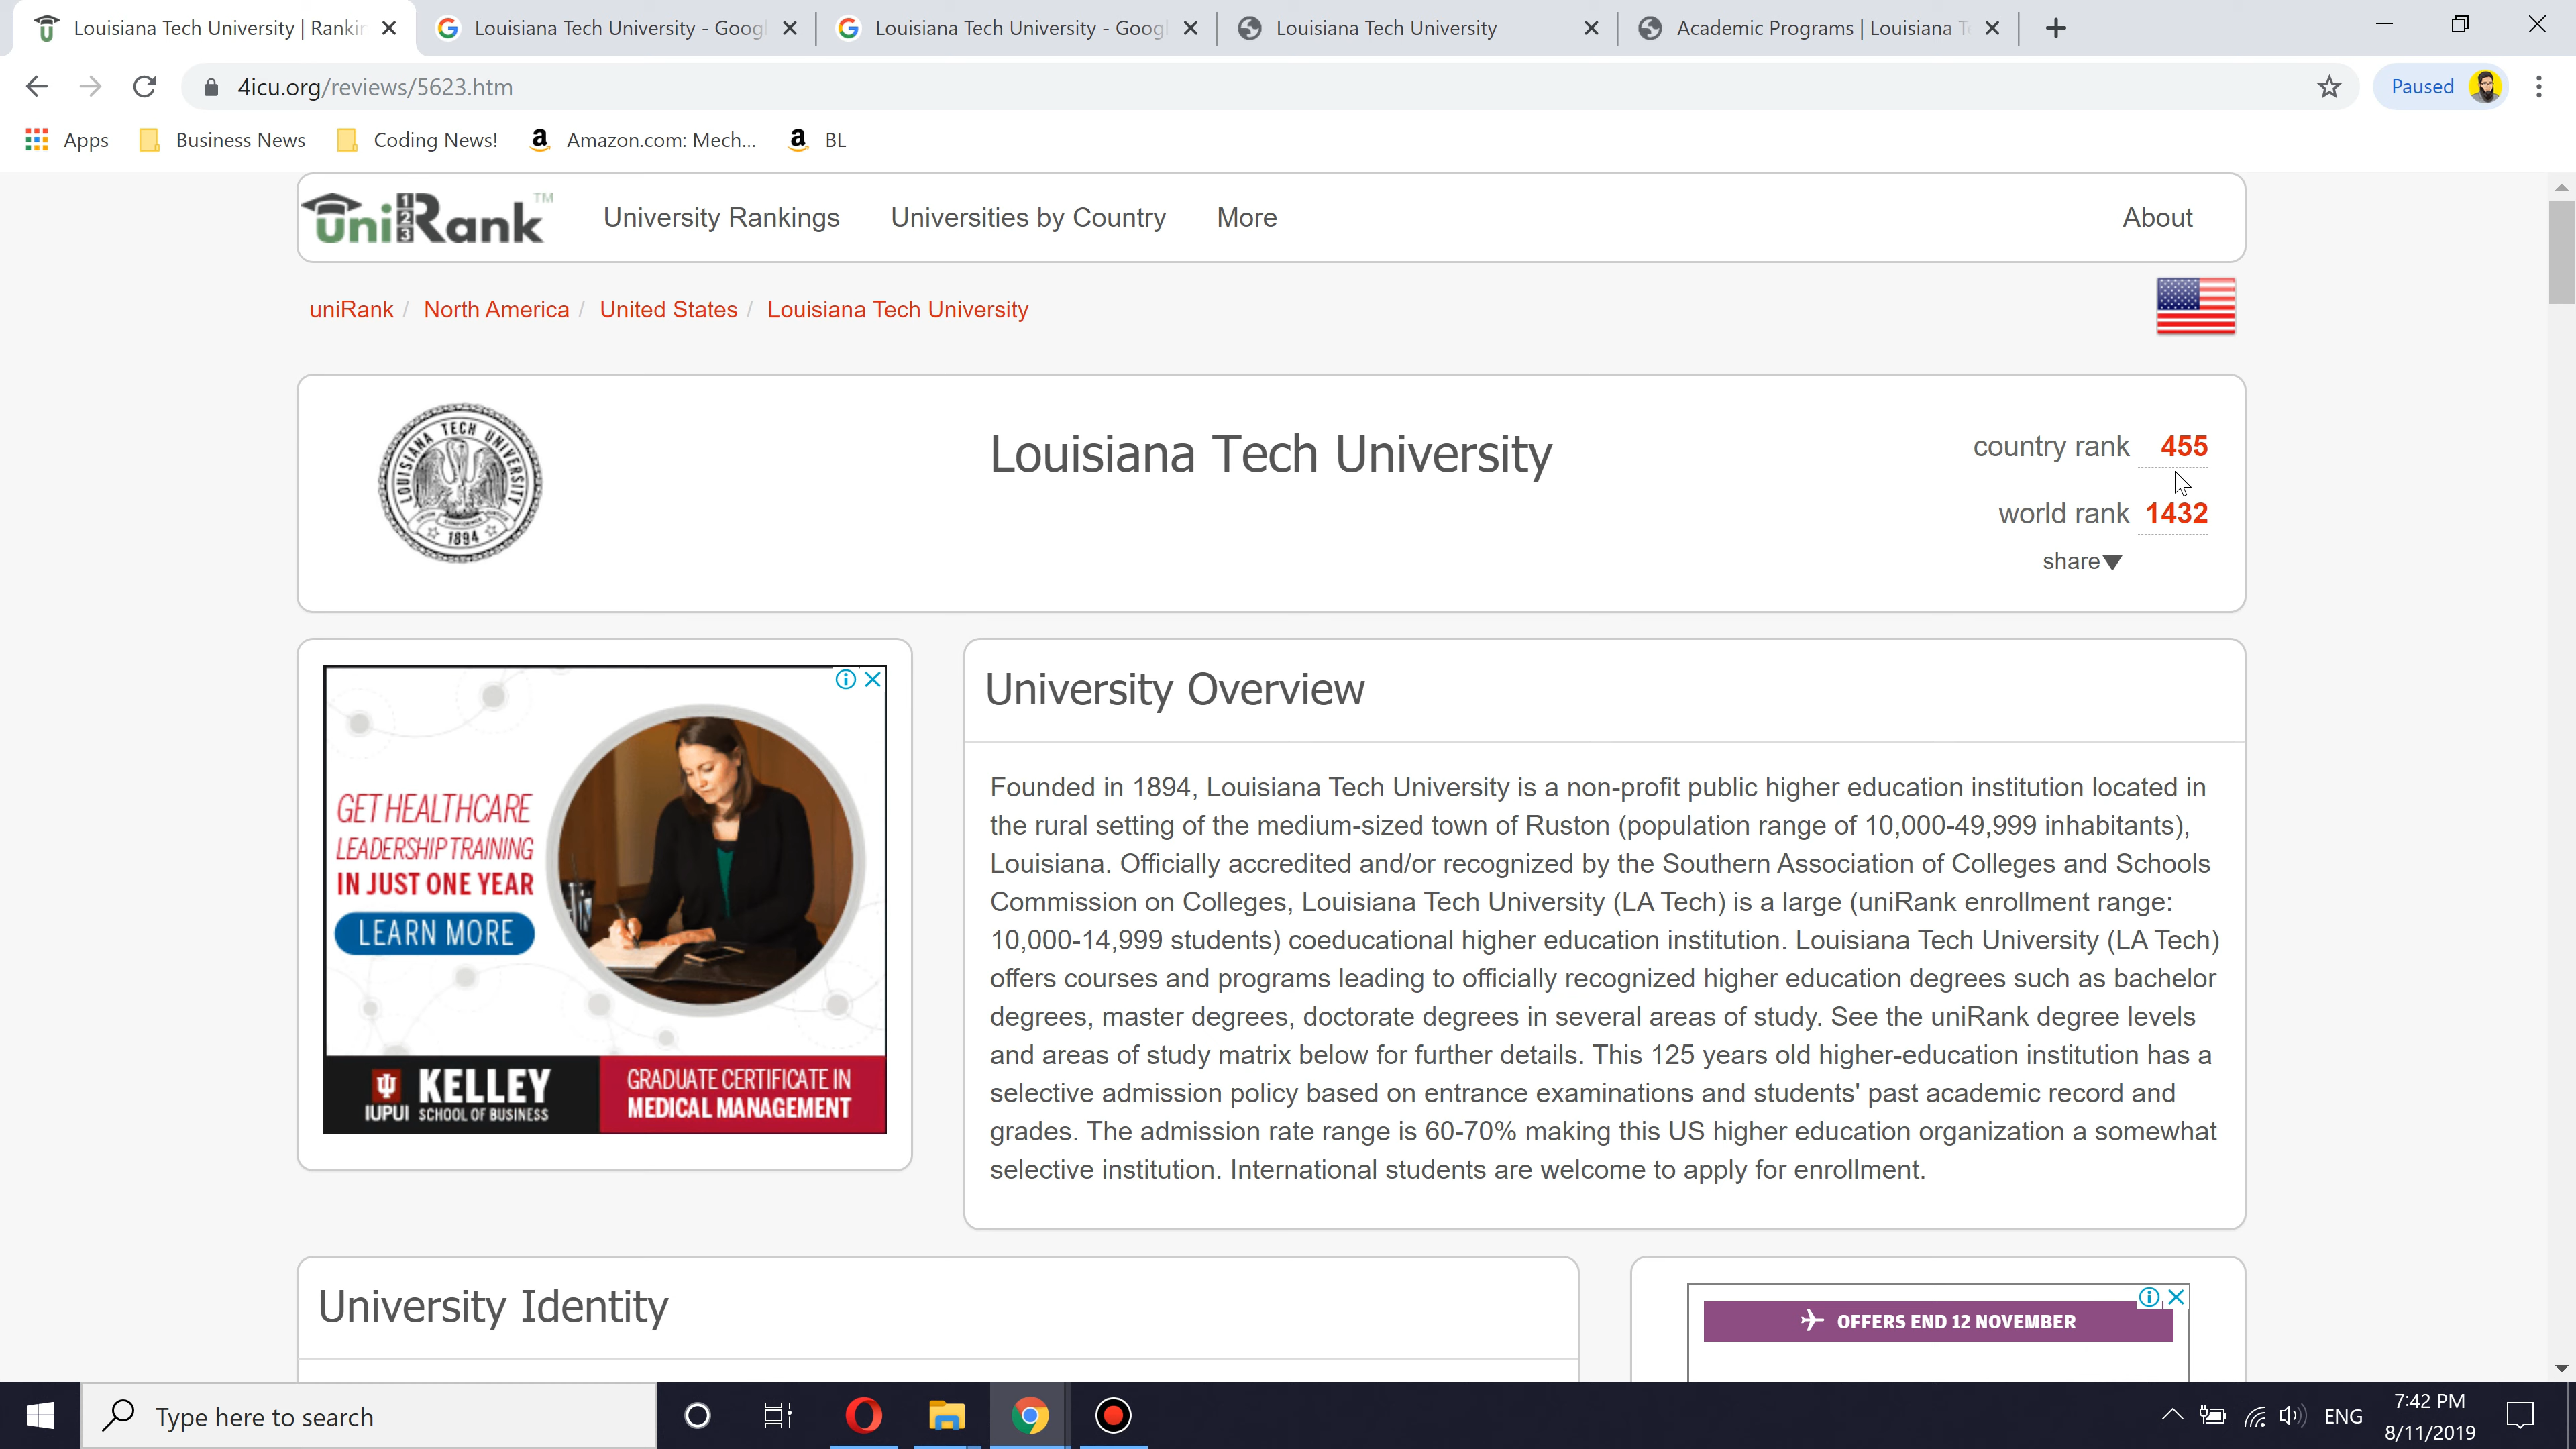 Louisiana Tech University | Rankin
Louisiana Tech University - Goog
Louisiana Tech University - Goog
Louisiana Tech University
Academic Programs | Louisiana T
4icu.org/reviews/5623.htm
Paused
Apps
Business News
Coding News!
Amazon.com: Mech...
BL
uniRank™
123
University Rankings
Universities by Country
More
About
uniRank / North America / United States / Louisiana Tech University
LOUISIANA TECH UNIVERSITY
1894
Louisiana Tech University
country rank 455
world rank 1432
share▼
GET HEALTHCARE
LEADERSHIP TRAINING
IN JUST ONE YEAR
LEARN MORE
IUPUI
KELLEY
SCHOOL OF BUSINESS
GRADUATE CERTIFICATE IN
MEDICAL MANAGEMENT
University Overview
Founded in 1894, Louisiana Tech University is a non-profit public higher education institution located in
the rural setting of the medium-sized town of Ruston (population range of 10,000-49,999 inhabitants),
Louisiana. Officially accredited and/or recognized by the Southern Association of Colleges and Schools
Commission on Colleges, Louisiana Tech University (LA Tech) is a large (uniRank enrollment range:
10,000-14,999 students) coeducational higher education institution. Louisiana Tech University (LA Tech)
offers courses and programs leading to officially recognized higher education degrees such as bachelor
degrees, master degrees, doctorate degrees in several areas of study. See the uniRank degree levels
and areas of study matrix below for further details. This 125 years old higher-education institution has a
selective admission policy based on entrance examinations and students' past academic record and
grades. The admission rate range is 60-70% making this US higher education organization a somewhat
selective institution. International students are welcome to apply for enrollment.
University Identity
OFFERS END 12 NOVEMBER
Type here to search
ENG
7:42 PM
8/11/2019